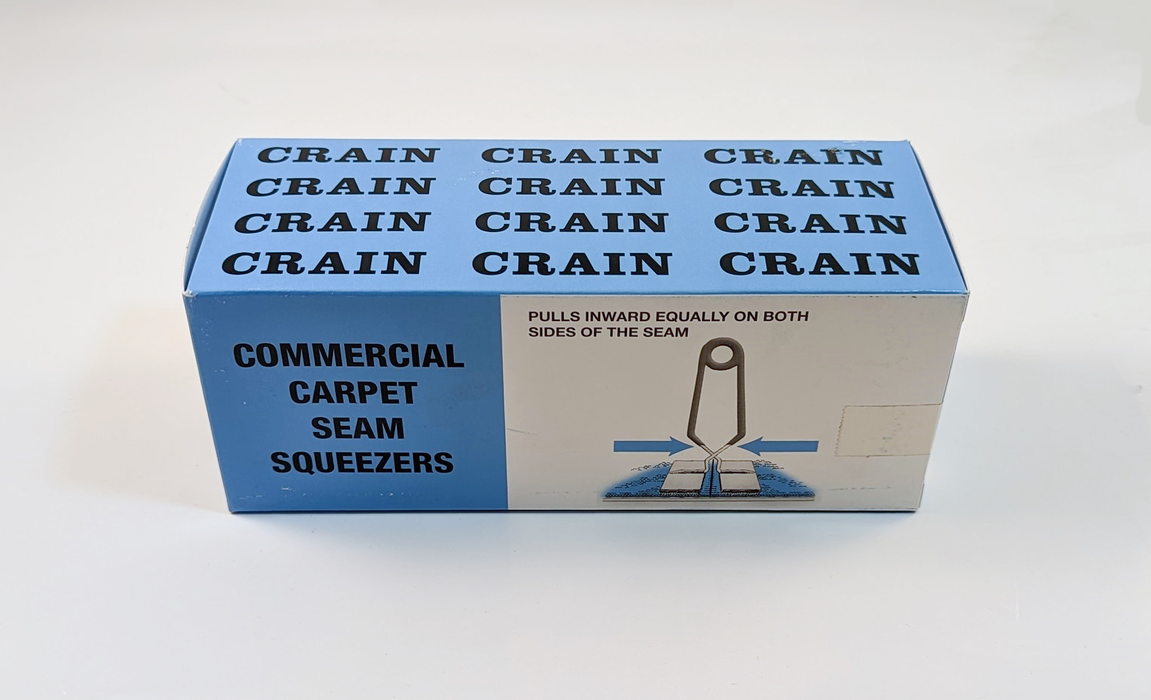 CRAIN CRAIN CRAIN
CRAIN CRAIN CRAIN
CRAIN CRAIN CRAIN
CRAIN CRAIN CRAIN
COMMERCIAL
CARPET
SEAM
SQUEEZERS
PULLS INWARD EQUALLY ON BOTH
SIDES OF THE SEAM